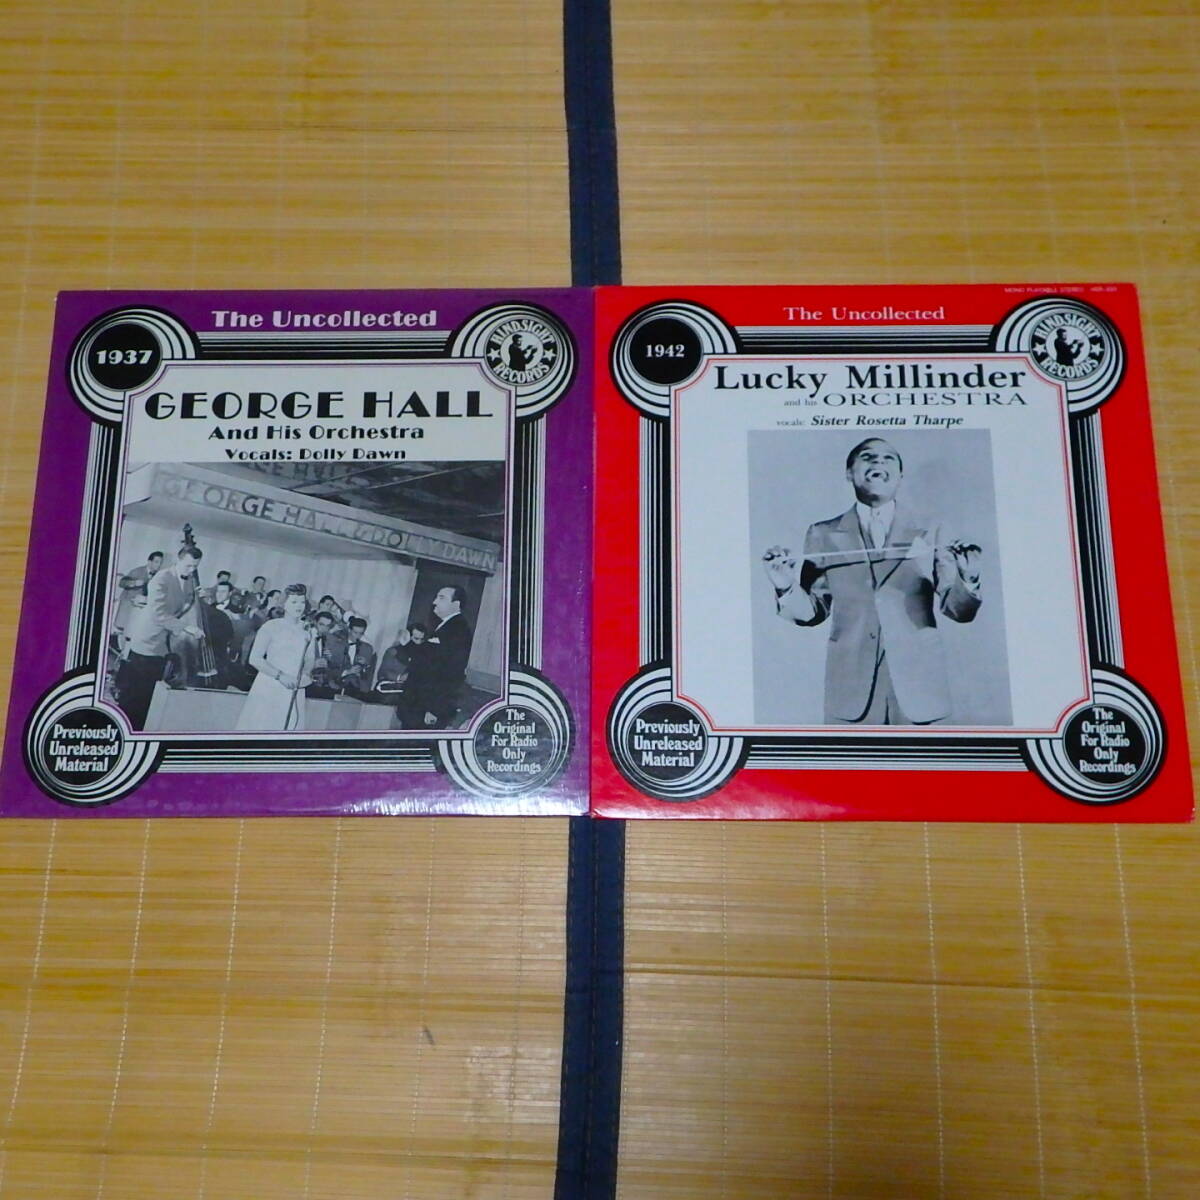 The Uncollected
1937
HINDSIGHT
RECORDS
GEORGE HALL
And His Orchestra
Vocals: Dolly Dawn
GEORGE HALL & DOLLY DAWN
Previously
Unreleased
Material
The
Original
For Radio
Only
Recordings
MONO PLAYABLE STEREO
The Uncollected
1942
HINDSIGHT
RECORDS
Lucky Millinder
and his ORCHESTRA
vocals: Sister Rosetta Tharpe
Previously
Unreleased
Material
The
Original
For Radio
Only
Recordings